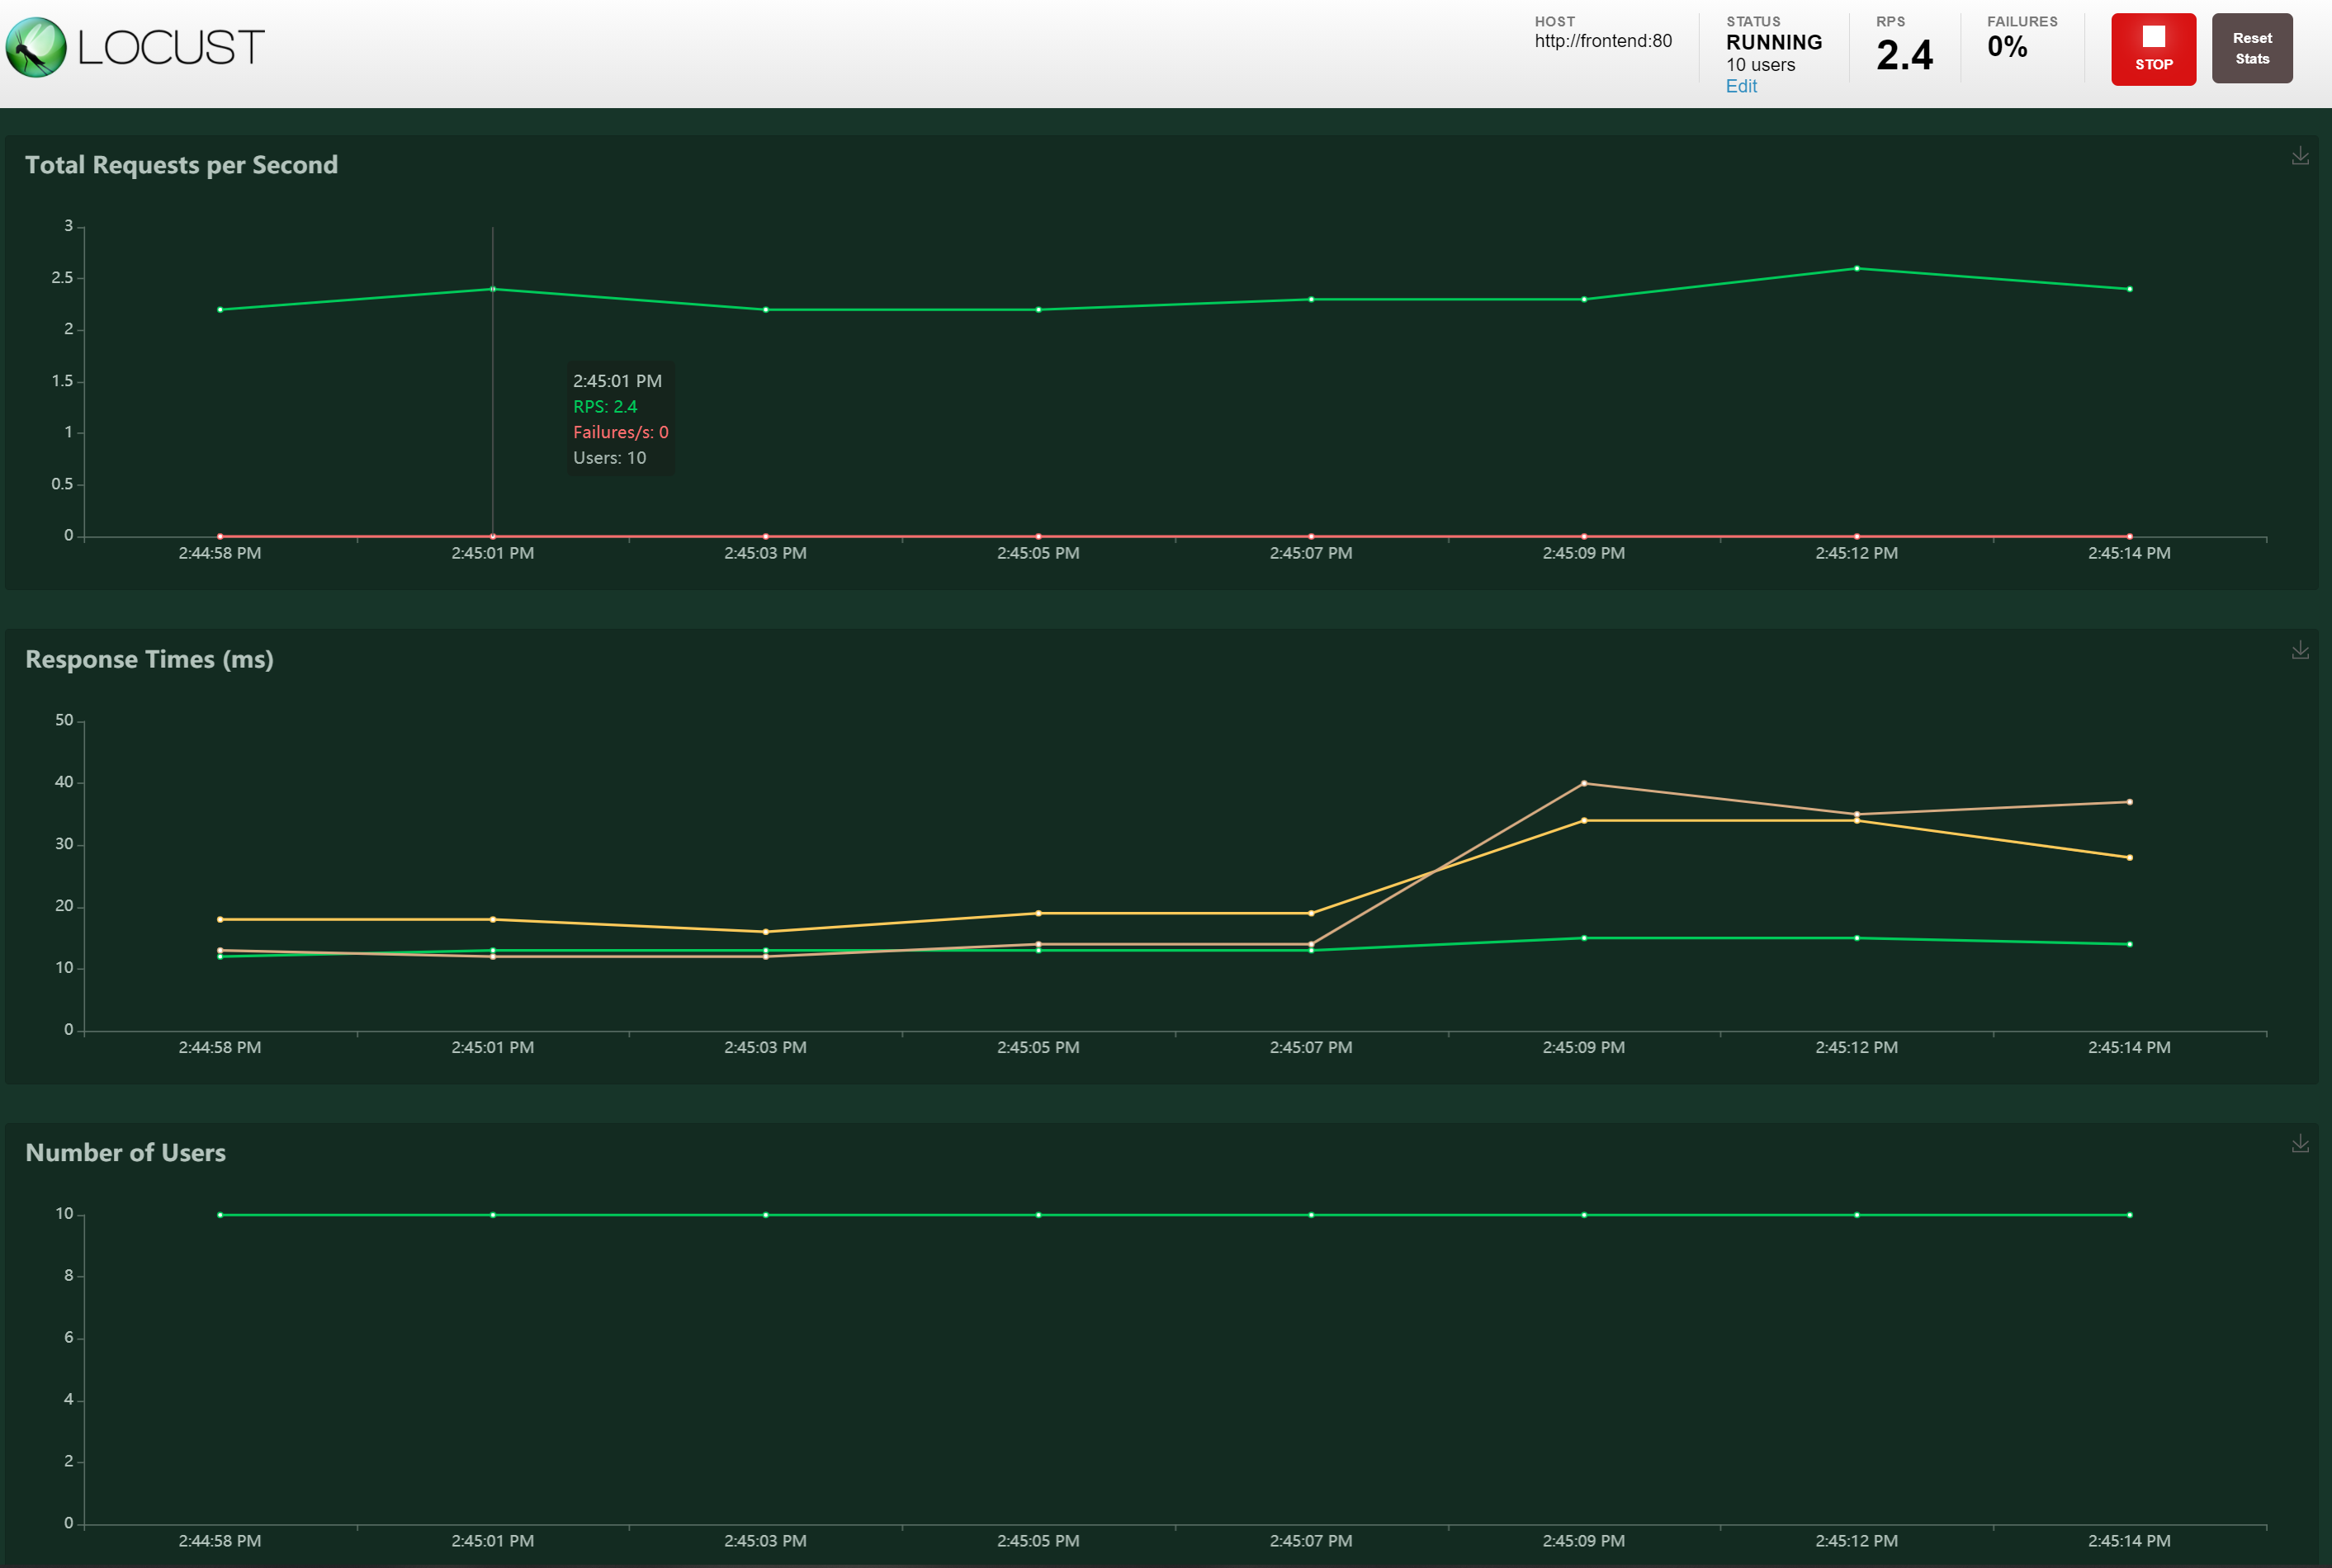 LOCUST
HOST
http://frontend:80
STATUS
RUNNING
10 users
Edit
RPS
2.4
FAILURES
0%
STOP
Reset
Stats
Total Requests per Second
3
2.5
2
1.5
1
0.5
0
2:45:01 PM
RPS: 2.4
Failures/s: 0
Users: 10
2:44:58 PM 2:45:01 PM 2:45:03 PM 2:45:05 PM 2:45:07 PM 2:45:09 PM 2:45:12 PM 2:45:14 PM
Response Times (ms)
50
40
30
20
10
0
2:44:58 PM 2:45:01 PM 2:45:03 PM 2:45:05 PM 2:45:07 PM 2:45:09 PM 2:45:12 PM 2:45:14 PM
Number of Users
10
8
6
4
2
0
2:44:58 PM 2:45:01 PM 2:45:03 PM 2:45:05 PM 2:45:07 PM 2:45:09 PM 2:45:12 PM 2:45:14 PM